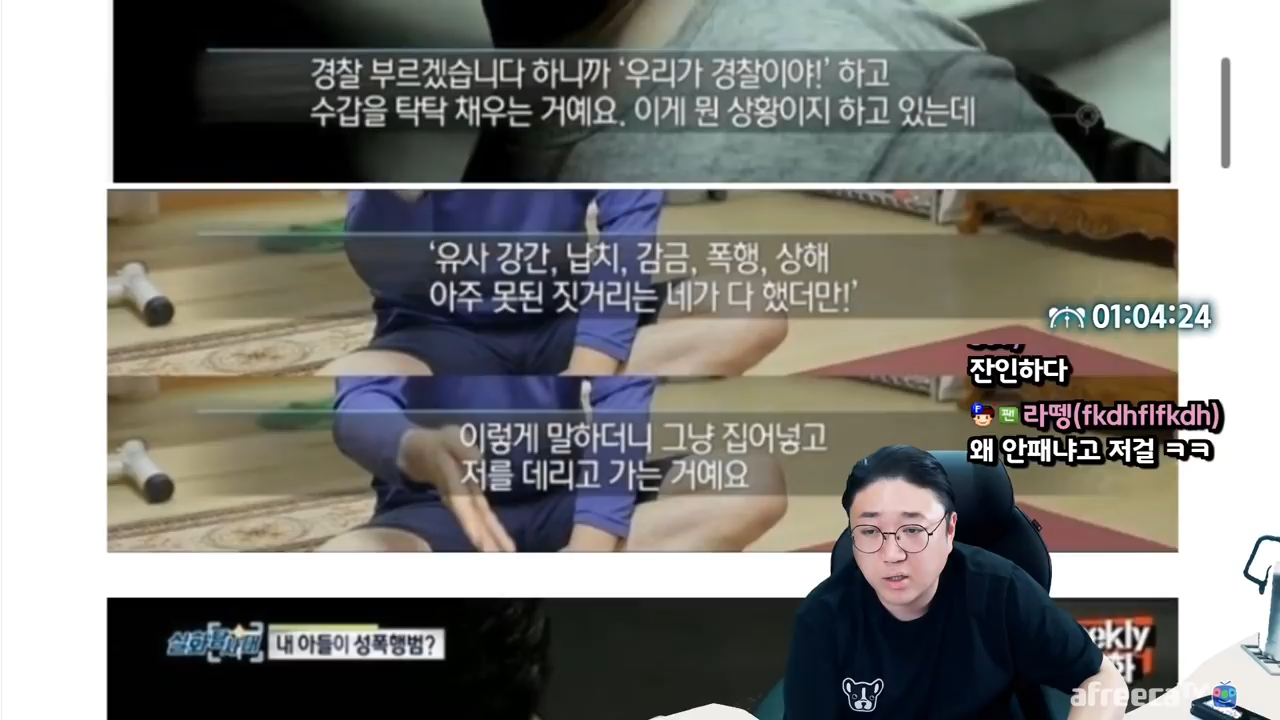 경찰 부르겠습니다 하니까 '우리가 경찰이야!' 하고
수갑을 탁탁 채우는 거예요. 이게 뭔 상황이지 하고 있는데
'유사 강간, 납치, 감금, 폭행, 상해
아주 못된 짓거리는 네가 다 했더만!'
01:04:24
잔인하다
팬 라뗑(fkdhflfkdh)
왜 안패냐고 저걸 ㅋㅋ
이렇게 말하더니 그냥 집어넣고
저를 데리고 가는 거예요
실화탐사대
내 아들이 성폭행범?
ekly
화1
afreecaTV